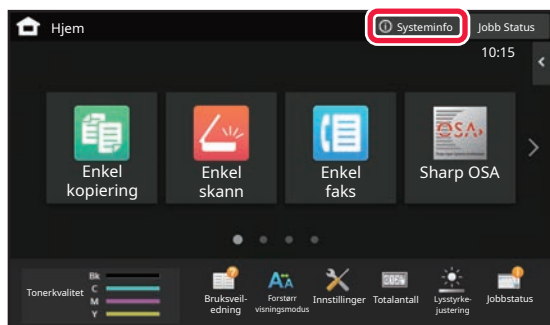 Hjem
Systeminfo
Jobb Status
10:15
Enkel
kopiering
Enkel
skann
Enkel
faks
Sharp OSA
OSA
Tonerkvalitet
Bk
C
M
Y
Bruksveil-
edning
Forstørr
visningsmodus
Innstillinger
Totalantall
Lysstyrke-
justering
Jobbstatus